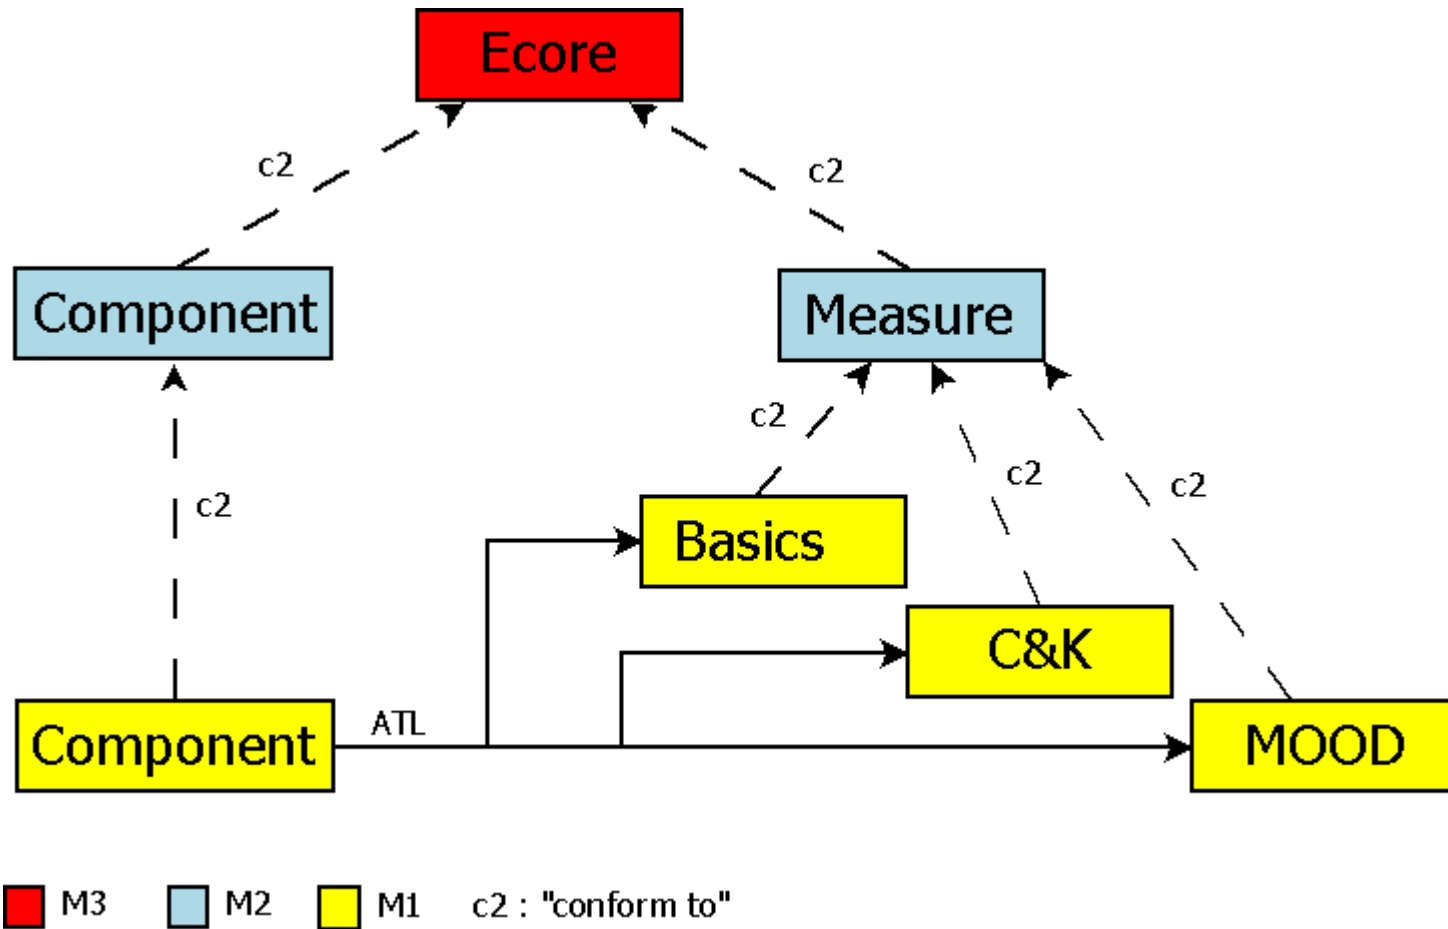 Ecore
c2
c2
Component
Measure
c2
c2
c2
c2
Basics
C&K
Component
ATL
MOOD
M3
M2
M1
c2 : "conform to"